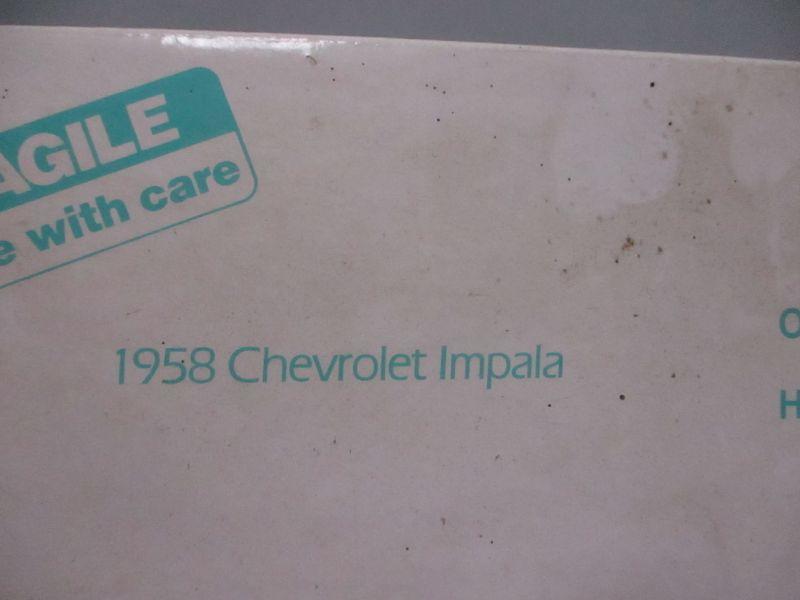 AGILE
e with care
1958 Chevrolet Impala
O
H